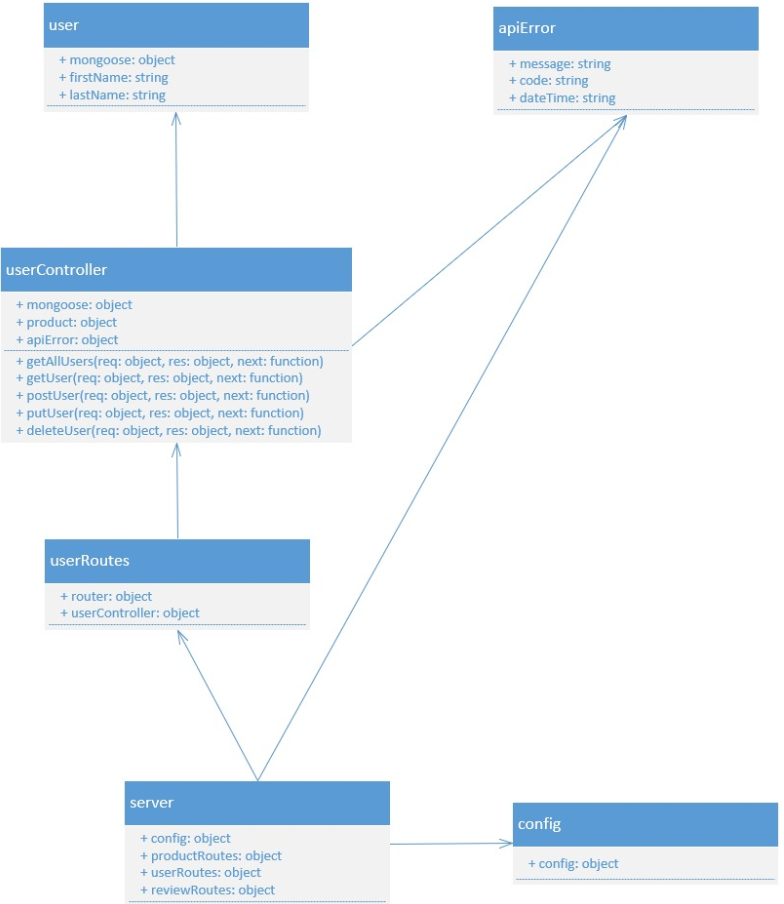 user
+ mongoose: object
+ firstName: string
+ lastName: string
apiError
+ message: string
+ code: string
+ dateTime: string
userController
+ mongoose: object
+ product: object
+ apiError: object
+ getAllUsers(req: object, res: object, next: function)
+ getUser(req: object, res: object, next: function)
+ postUser(req: object, res: object, next: function)
+ putUser(req: object, res: object, next: function)
+ deleteUser(req: object, res: object, next: function)
userRoutes
+ router: object
+ userController: object
server
+ config: object
+ productRoutes: object
+ userRoutes: object
+ reviewRoutes: object
config
+ config: object